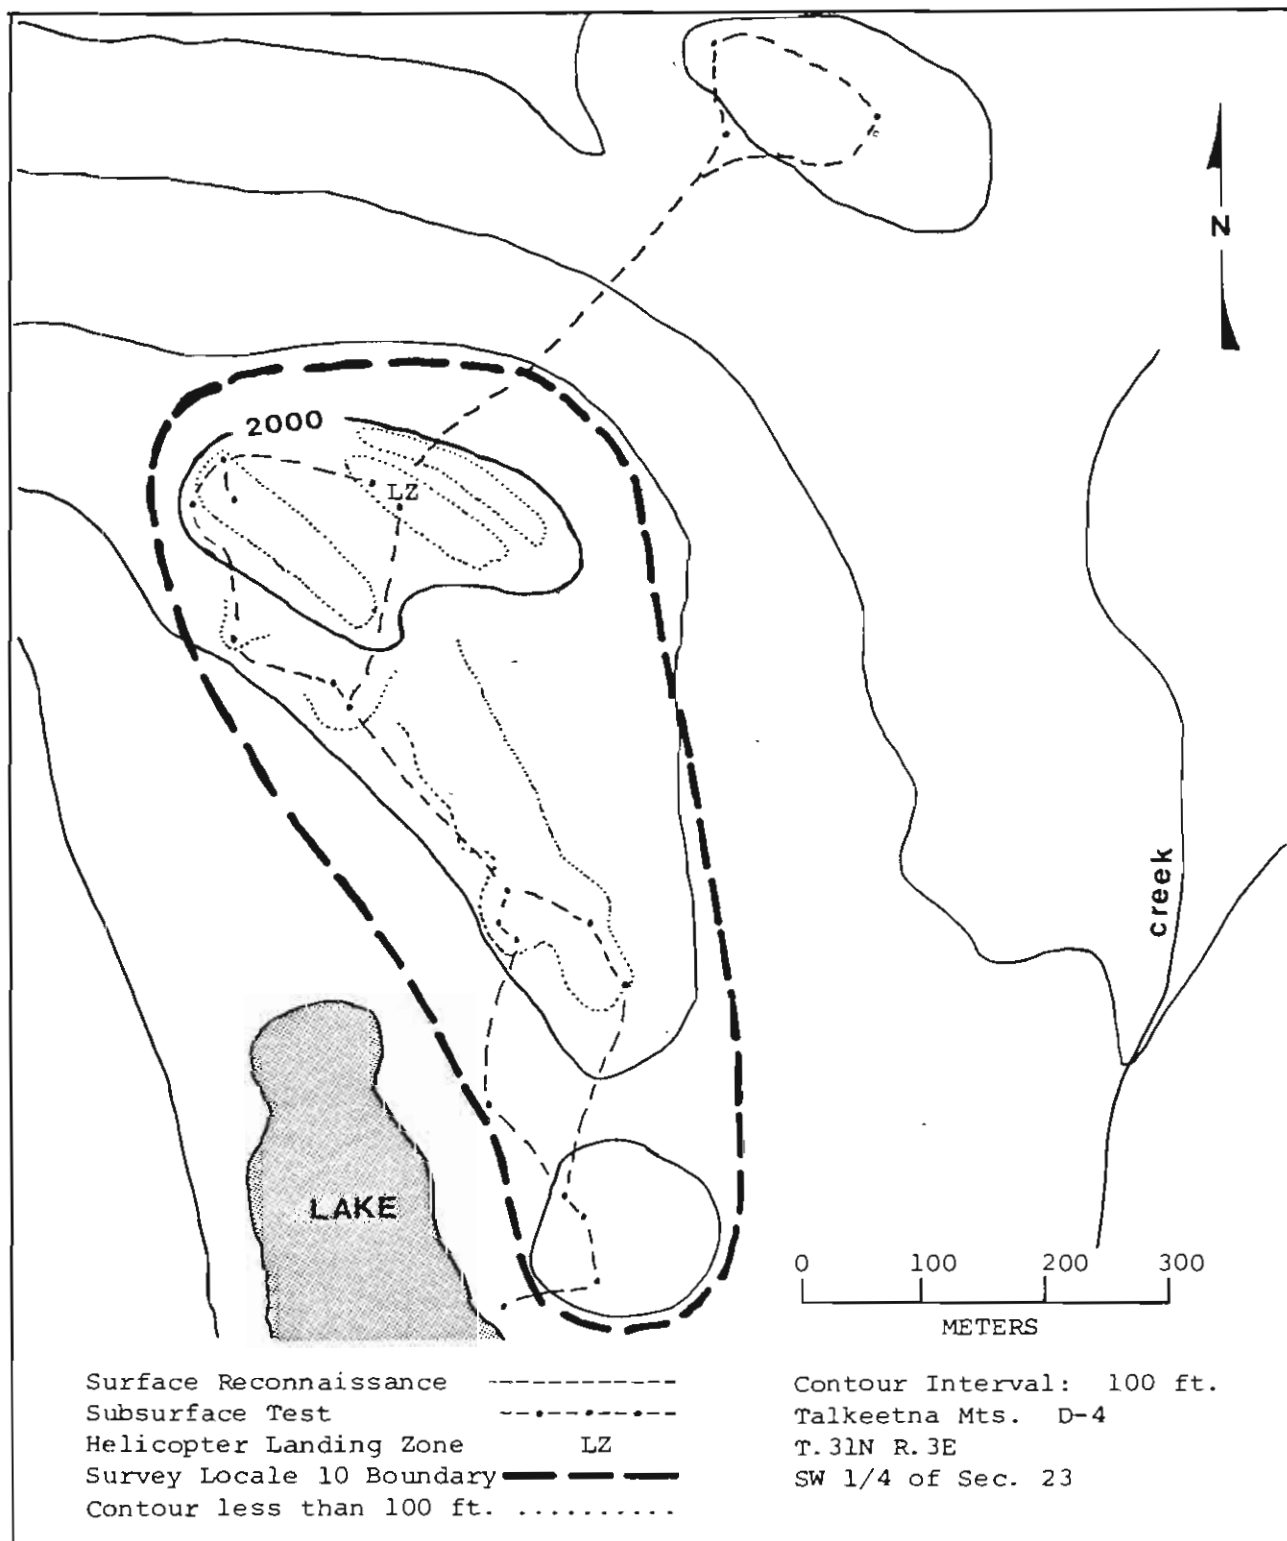 N
2000
LZ
creek
LAKE
0 100 200 300
METERS
Surface Reconnaissance
Subsurface Test
Helicopter Landing Zone LZ
Survey Locale 10 Boundary
Contour less than 100 ft.
Contour Interval: 100 ft.
Talkeetna Mts. D-4
T.31N R.3E
SW 1/4 of Sec. 23